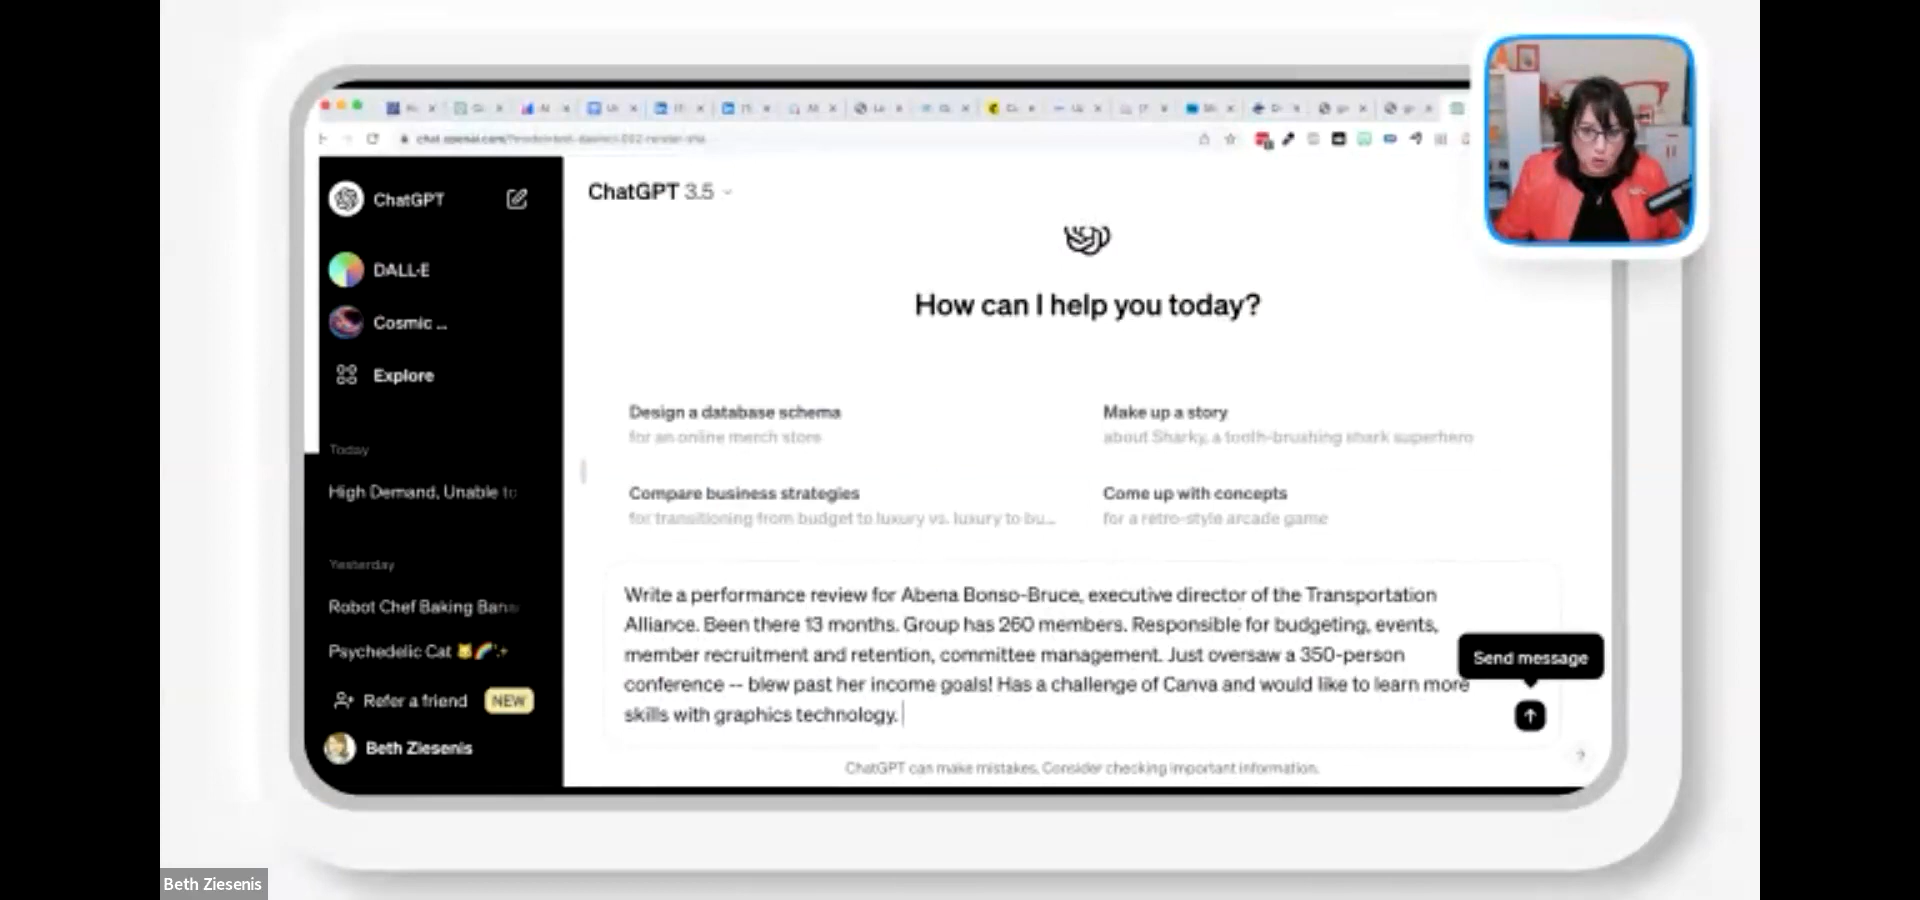 ChatGPT
DALL·E
Cosmic ...
Explore
Today
High Demand, Unable to
Yesterday
Robot Chef Baking Bana
Psychedelic Cat 🐱🌈✨
Refer a friend NEW
Beth Ziesenis
ChatGPT 3.5
How can I help you today?
Design a database schema
for an online merch store
Make up a story
about Sharky, a tooth-brushing shark superhero
Compare business strategies
for transitioning from budget to luxury vs. luxury to bu...
Come up with concepts
for a retro-style arcade game
Write a performance review for Abena Bonso-Bruce, executive director of the Transportation
Alliance. Been there 13 months. Group has 260 members. Responsible for budgeting, events,
member recruitment and retention, committee management. Just oversaw a 350-person
conference -- blew past her income goals! Has a challenge of Canva and would like to learn more
skills with graphics technology.
Send message
ChatGPT can make mistakes. Consider checking important information.
?
Beth Ziesenis